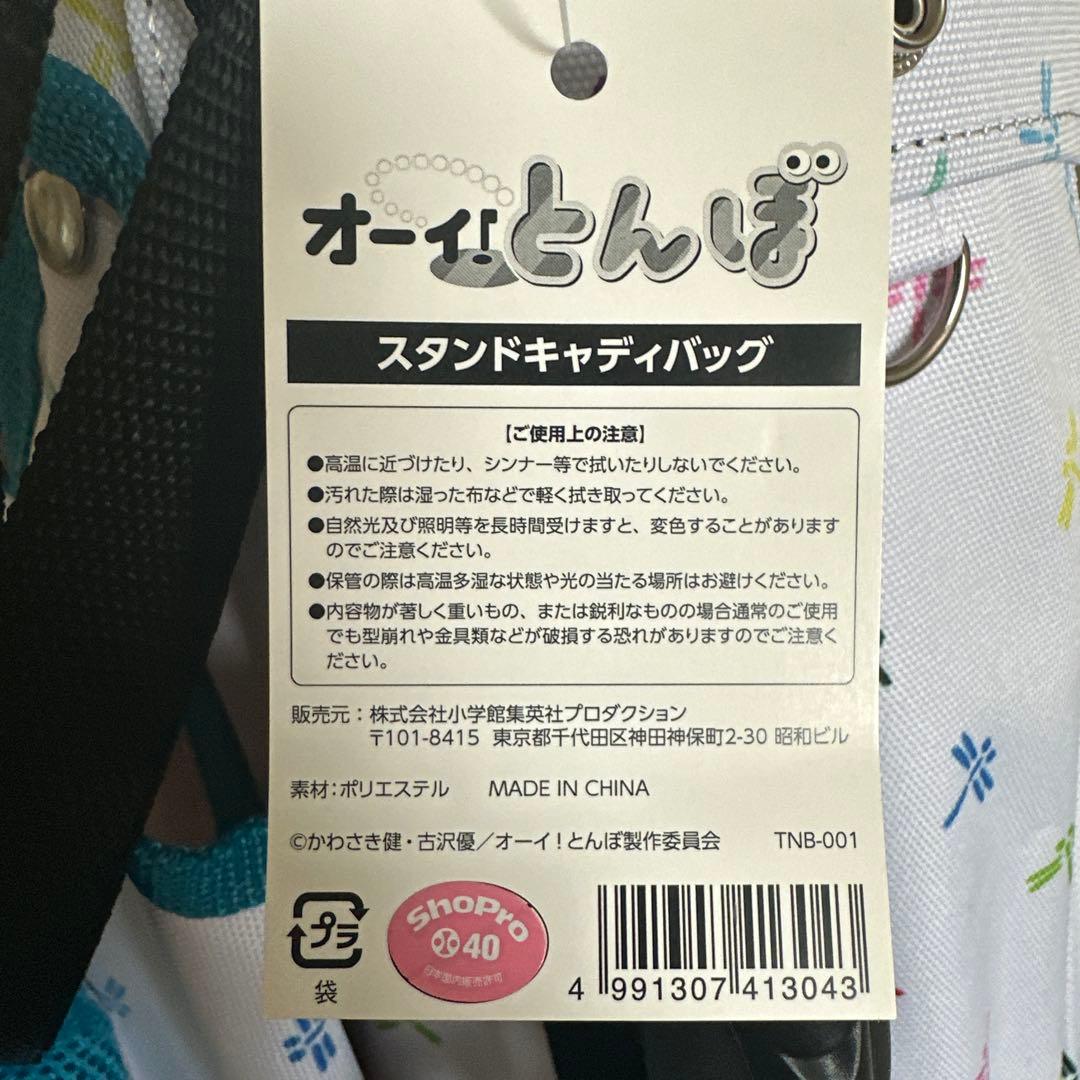 オーイ!とんぼ
スタンドキャディバッグ
【ご使用上の注意】
●高温に近づけたり、シンナー等で拭いたりしないでください。
●汚れた際は湿った布などで軽く拭き取ってください。
●自然光及び照明等を長時間受けますと、変色することがあります
のでご注意ください。
●保管の際は高温多湿な状態や光の当たる場所はお避けください。
●内容物が著しく重いもの、または鋭利なものの場合通常のご使用
でも型崩れや金具類などが破損する恐れがありますのでご注意く
ださい。
販売元：株式会社小学館集英社プロダクション
〒101-8415 東京都千代田区神田神保町2-30 昭和ビル
素材：ポリエステル MADE IN CHINA
©かわさき健・古沢優／オーイ！とんぼ製作委員会 TNB-001
プラ
袋
ShoPro
40
日本国内販売許可
4 991307 413043